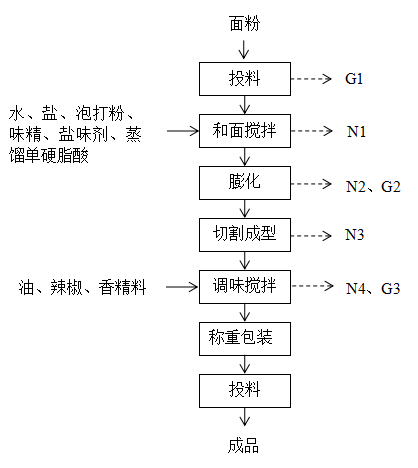 面粉
投料
G1
水、盐、泡打粉、
味精、盐味剂、蒸
馏单硬脂酸
和面搅拌
N1
膨化
N2、G2
切割成型
N3
油、辣椒、香精料
调味搅拌
N4、G3
称重包装
投料
成品